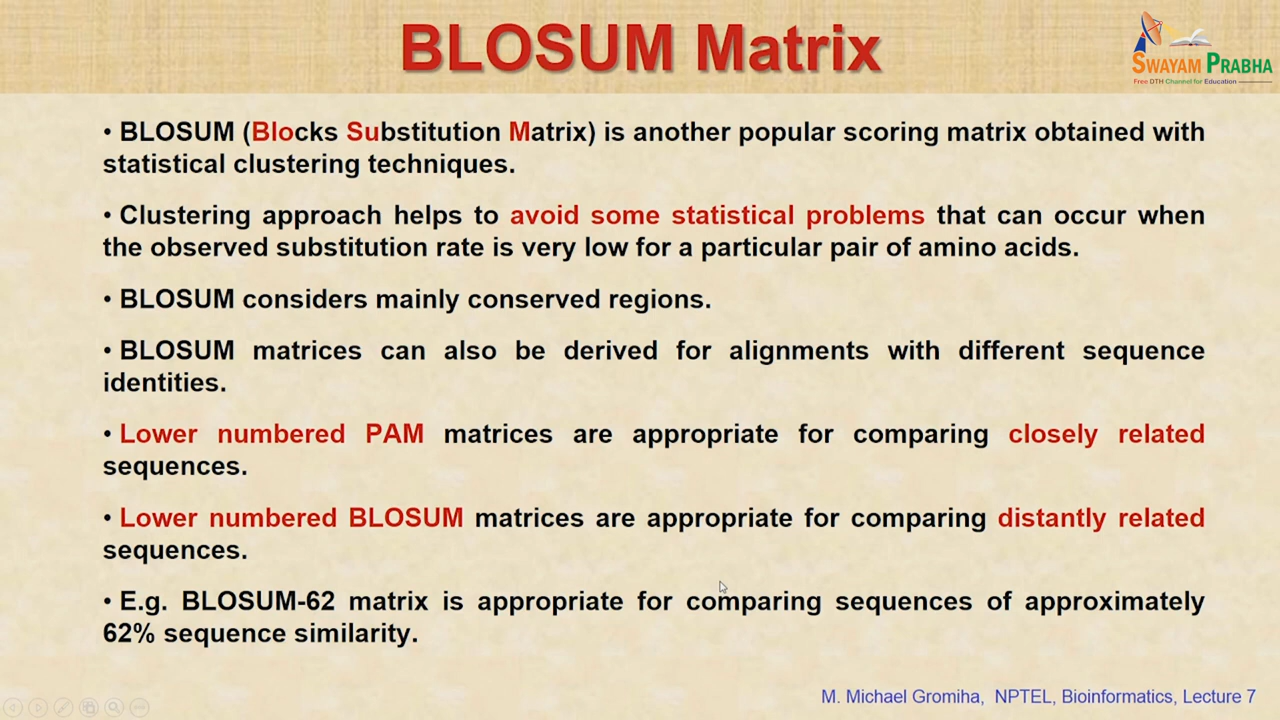 BLOSUM Matrix
SWAYAM PRABHA
Free DTH Channel for Education
• BLOSUM (Blocks Substitution Matrix) is another popular scoring matrix obtained with
statistical clustering techniques.
• Clustering approach helps to avoid some statistical problems that can occur when
the observed substitution rate is very low for a particular pair of amino acids.
• BLOSUM considers mainly conserved regions.
• BLOSUM matrices can also be derived for alignments with different sequence
identities.
• Lower numbered PAM matrices are appropriate for comparing closely related
sequences.
• Lower numbered BLOSUM matrices are appropriate for comparing distantly related
sequences.
• E.g. BLOSUM-62 matrix is appropriate for comparing sequences of approximately
62% sequence similarity.
M. Michael Gromiha, NPTEL, Bioinformatics, Lecture 7